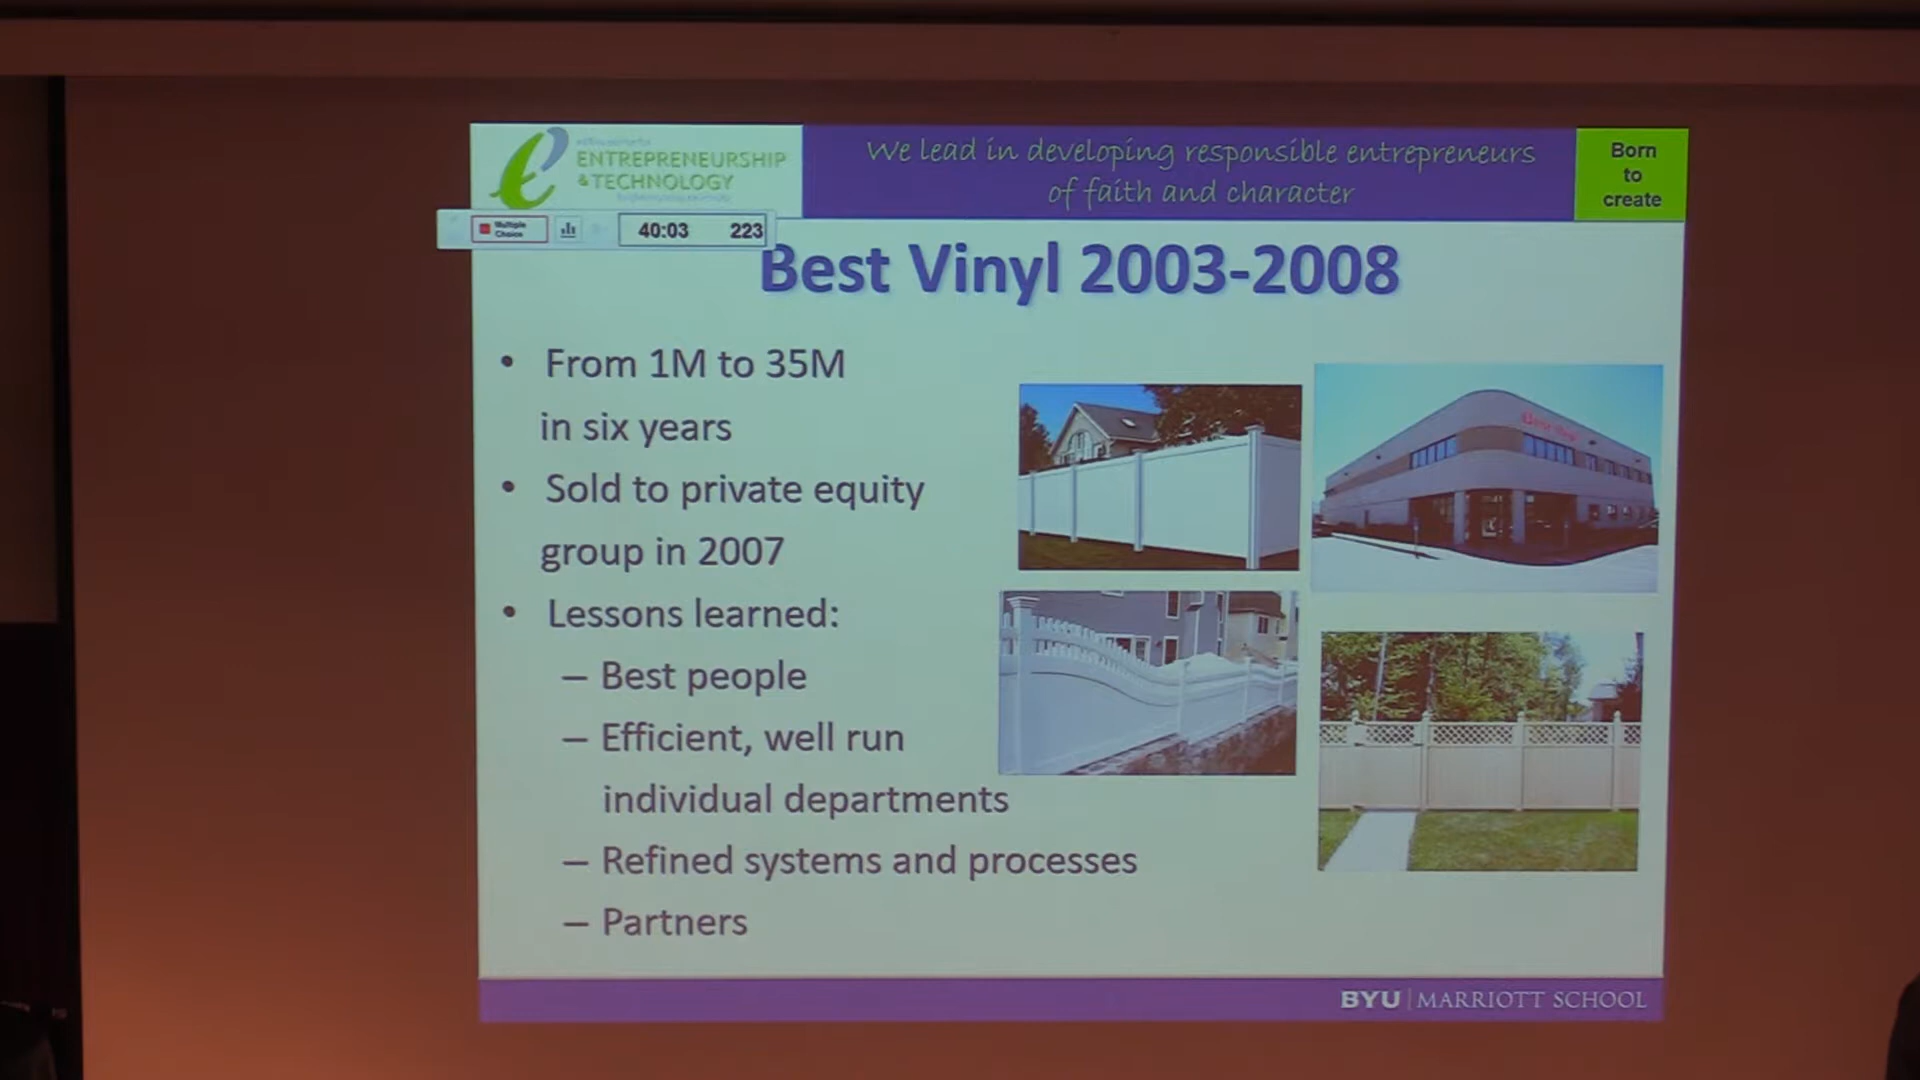 ENTREPRENEURSHIP
& TECHNOLOGY
We lead in developing responsible entrepreneurs
of faith and character
Born
to
create
Multiple
Choice
40:03 223
Best Vinyl 2003-2008
• From 1M to 35M
in six years
• Sold to private equity
group in 2007
• Lessons learned:
– Best people
– Efficient, well run
individual departments
– Refined systems and processes
– Partners
BYU | MARRIOTT SCHOOL